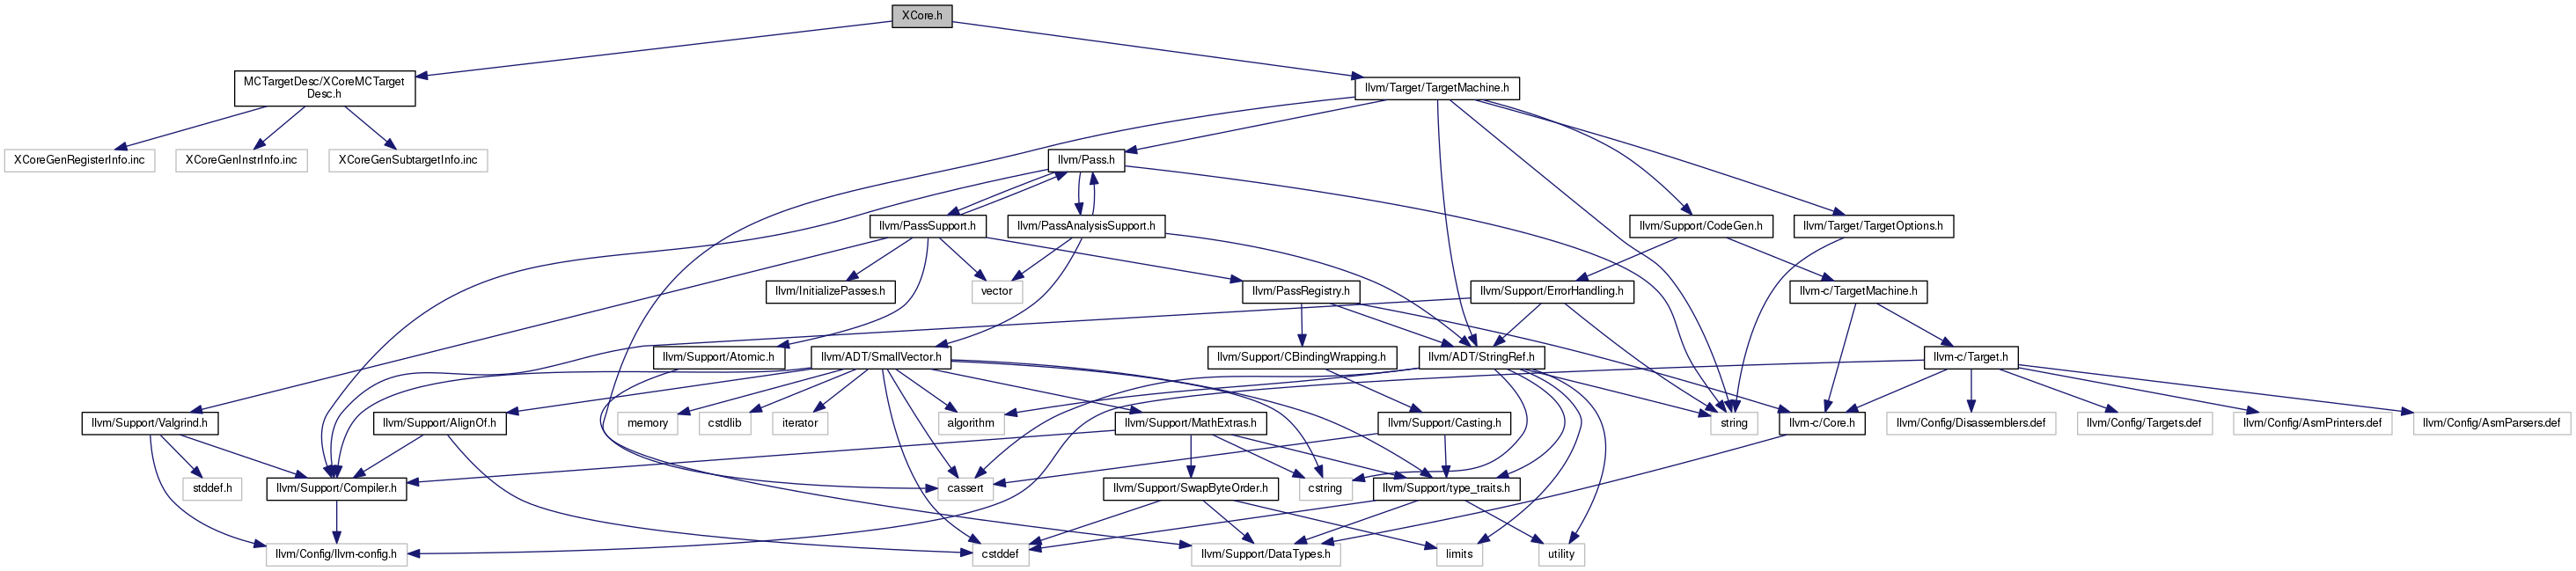 XCore.h
MCTargetDesc/XCoreMCTarget
Desc.h
llvm/Target/TargetMachine.h
XCoreGenRegisterInfo.inc
XCoreGenInstrInfo.inc
XCoreGenSubtargetInfo.inc
llvm/Pass.h
llvm/PassSupport.h
llvm/PassAnalysisSupport.h
llvm/Support/CodeGen.h
llvm/Target/TargetOptions.h
llvm/InitializePasses.h
vector
llvm/PassRegistry.h
llvm/Support/ErrorHandling.h
llvm-c/TargetMachine.h
llvm/Support/Atomic.h
llvm/ADT/SmallVector.h
llvm/Support/CBindingWrapping.h
llvm/ADT/StringRef.h
llvm-c/Target.h
llvm/Support/Valgrind.h
llvm/Support/AlignOf.h
memory
cstdlib
iterator
algorithm
llvm/Support/MathExtras.h
llvm/Support/Casting.h
string
llvm-c/Core.h
llvm/Config/Disassemblers.def
llvm/Config/Targets.def
llvm/Config/AsmPrinters.def
llvm/Config/AsmParsers.def
stddef.h
llvm/Support/Compiler.h
cassert
llvm/Support/SwapByteOrder.h
cstring
llvm/Support/type_traits.h
llvm/Config/llvm-config.h
cstddef
llvm/Support/DataTypes.h
limits
utility